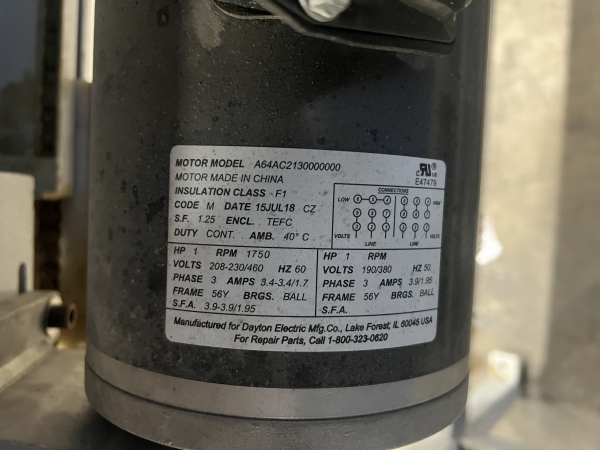 MOTOR MODEL A64AC2130000000
MOTOR MADE IN CHINA
INSULATION CLASS F1
CODE M DATE 15JUL18 CZ
S.F. 1.25 ENCL. TEFC
DUTY CONT. AMB. 40°C
C RU US
E47479
CONNECTIONS
LOW HIGH
VOLTS LINE LINE VOLTS
HP 1 RPM 1750
VOLTS 208-230/460 HZ 60
PHASE 3 AMPS 3.4-3.4/1.7
FRAME 56Y BRGS. BALL
S.F.A. 3.9-3.9/1.95
HP 1 RPM
VOLTS 190/380 HZ 50
PHASE 3 AMPS 3.9/1.95
FRAME 56Y BRGS. BALL
S.F.A.
Manufactured for Dayton Electric Mfg.Co., Lake Forest, IL 60045 USA
For Repair Parts, Call 1-800-323-0620